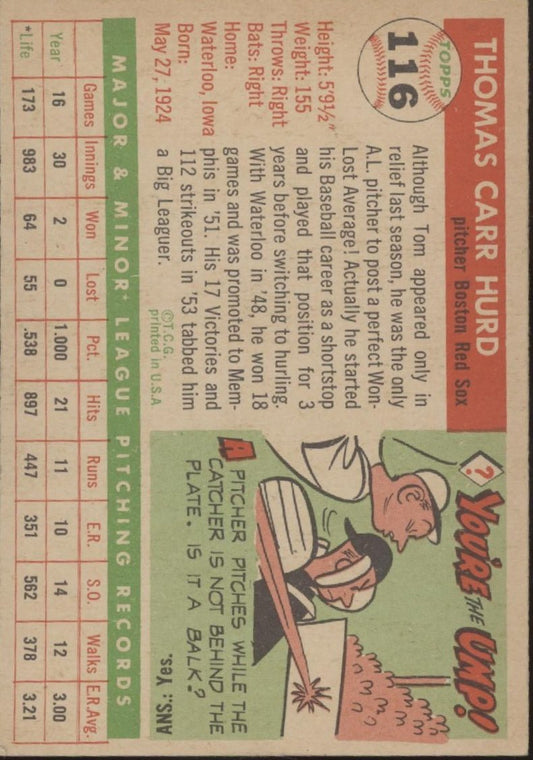 THOMAS CARR HURD
pitcher Boston Red Sox
TOPPS
116
Height: 5'9½"
Weight: 155
Throws: Right
Bats: Right
Home:
Waterloo, Iowa
Born:
May 27, 1924
Although Tom appeared only in
relief last season, he was the only
A.L. pitcher to post a perfect Won-
Lost Average! Actually he started
his Baseball career as a shortstop
and played that position for 3
years before switching to hurling.
With Waterloo in '48, he won 18
games and was promoted to Mem-
phis in '51. His 17 Victories and
112 strikeouts in '53 tabbed him
a Big Leaguer.
©T.C.G.
printed in U.S.A
?
YOU'RE THE UMP!
A PITCHER PITCHES WHILE THE
CATCHER IS NOT BEHIND THE
PLATE. IS IT A BALK?
ANS.: Yes.
MAJOR & MINOR* LEAGUE PITCHING RECORDS
Games Innings Won Lost Pct. Hits Runs E.R. S.O. Walks E.R.Avg.
Year 16 30 2 0 1.000 21 11 10 14 12 3.00
*Life 173 983 64 55 .538 897 447 351 562 378 3.21